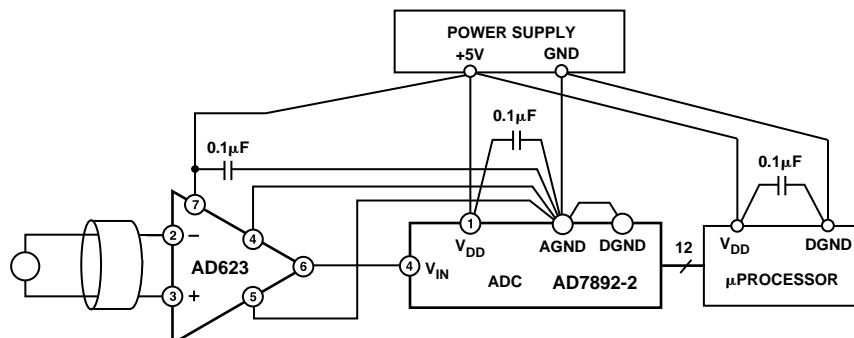 POWER SUPPLY
+5V GND
0.1µF
0.1µF
0.1µF
7
1
2 −
4
V_DD AGND DGND
V_DD DGND
AD623
6
4 V_IN
12
3 +
5
ADC AD7892-2
µPROCESSOR